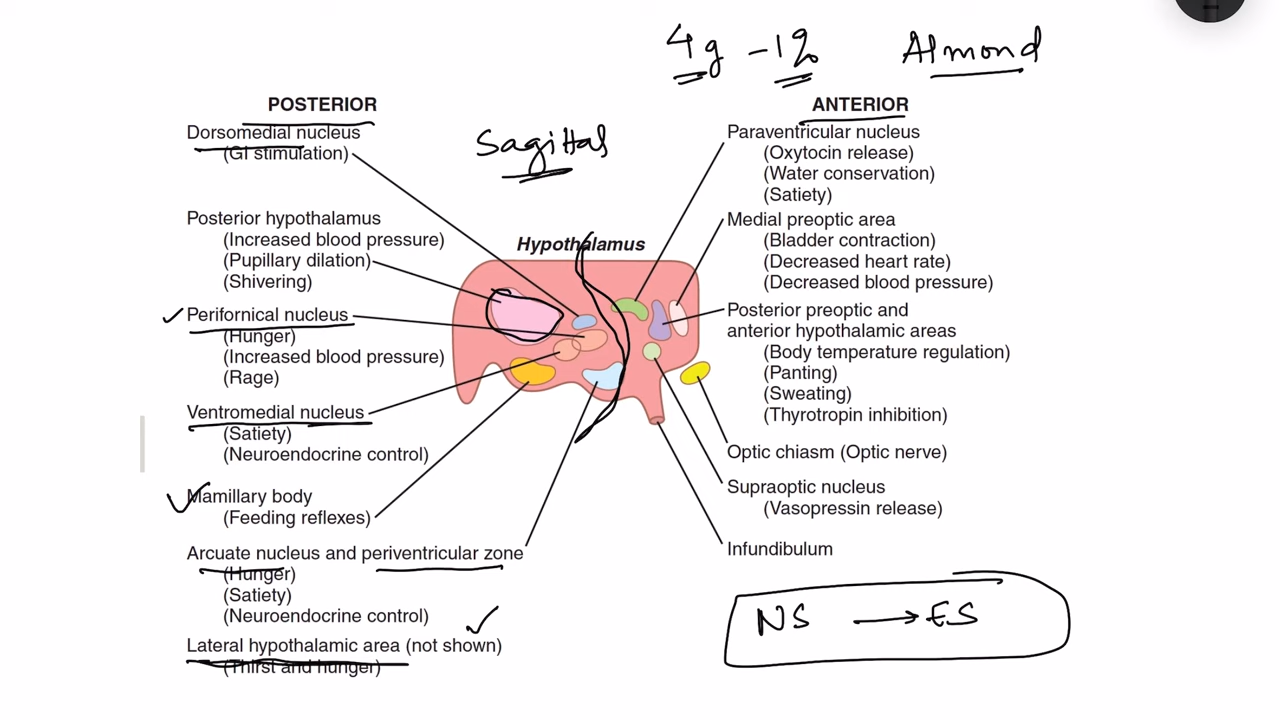 4g - 1% Almond
POSTERIOR
Dorsomedial nucleus
(GI stimulation)
Posterior hypothalamus
(Increased blood pressure)
(Pupillary dilation)
(Shivering)
Perifornical nucleus
(Hunger)
(Increased blood pressure)
(Rage)
Ventromedial nucleus
(Satiety)
(Neuroendocrine control)
Mamillary body
(Feeding reflexes)
Arcuate nucleus and periventricular zone
(Hunger)
(Satiety)
(Neuroendocrine control)
Lateral hypothalamic area (not shown)
(Thirst and hunger)
Sagittal
Hypothalamus
ANTERIOR
Paraventricular nucleus
(Oxytocin release)
(Water conservation)
(Satiety)
Medial preoptic area
(Bladder contraction)
(Decreased heart rate)
(Decreased blood pressure)
Posterior preoptic and
anterior hypothalamic areas
(Body temperature regulation)
(Panting)
(Sweating)
(Thyrotropin inhibition)
Optic chiasm (Optic nerve)
Supraoptic nucleus
(Vasopressin release)
Infundibulum
NS → ES